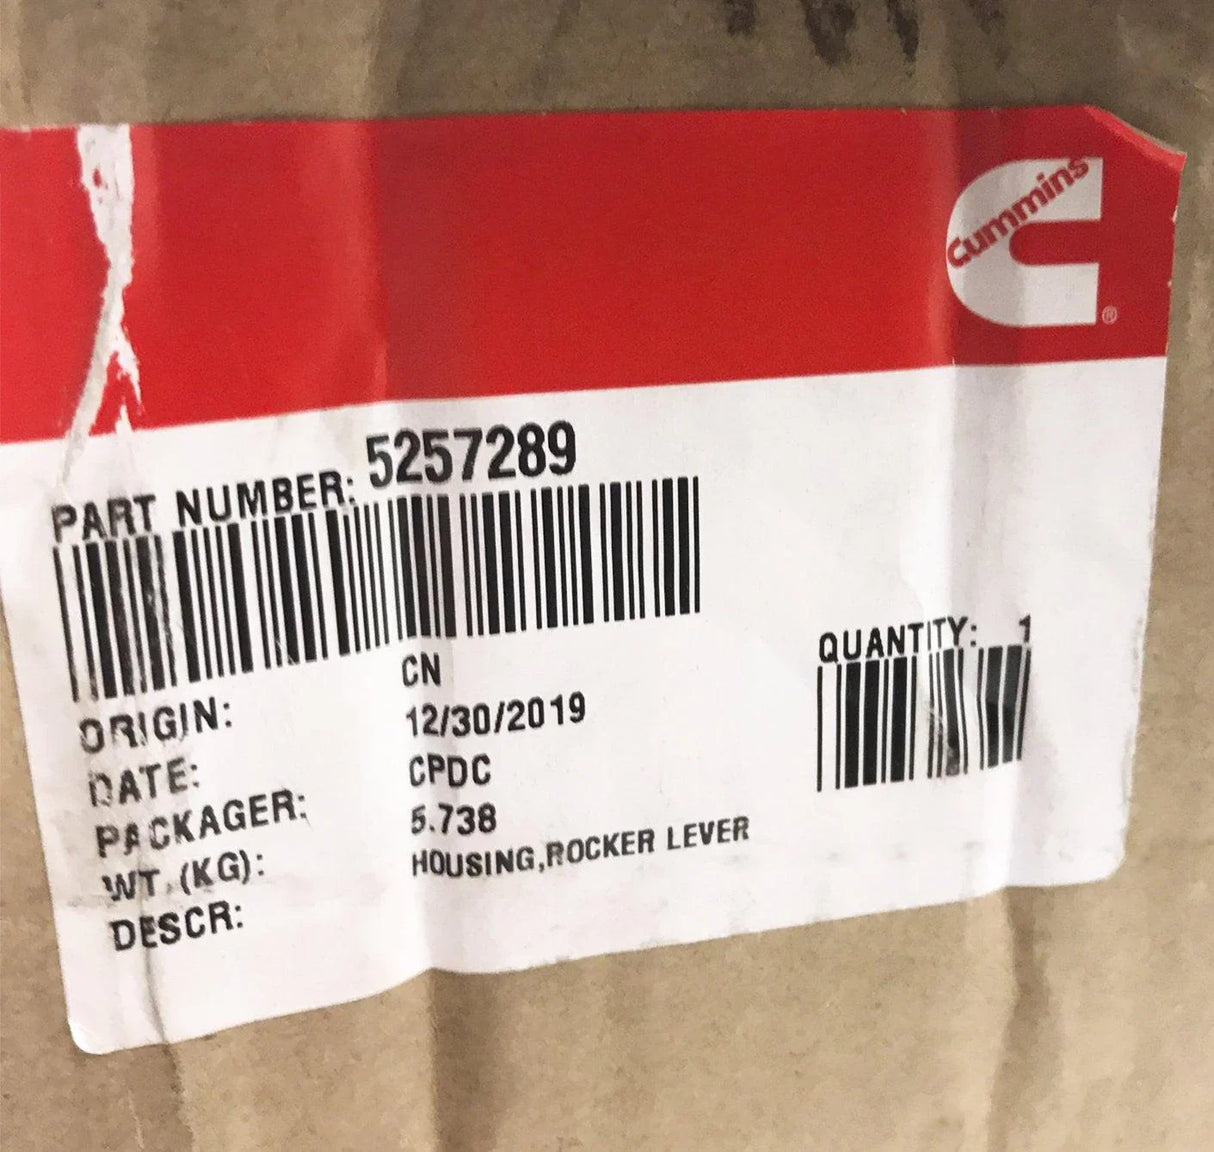 Cummins
®
PART NUMBER: 5257289
QUANTITY: 1
ORIGIN: CN
DATE: 12/30/2019
PACKAGER: CPDC
WT.(KG): 5.738
DESCR: HOUSING,ROCKER LEVER